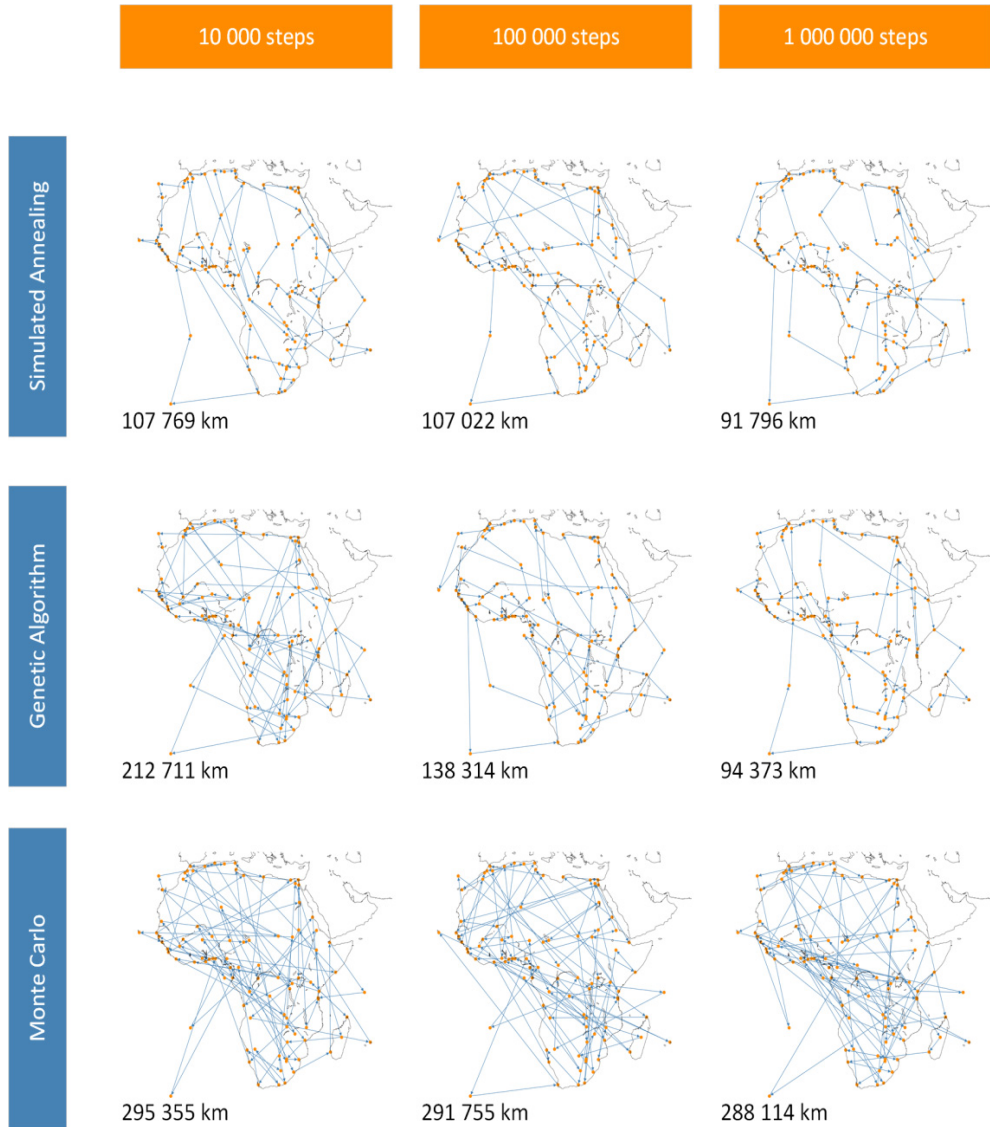 10 000 steps
100 000 steps
1 000 000 steps
Simulated Annealing
107 769 km
107 022 km
91 796 km
Genetic Algorithm
212 711 km
138 314 km
94 373 km
Monte Carlo
295 355 km
291 755 km
288 114 km